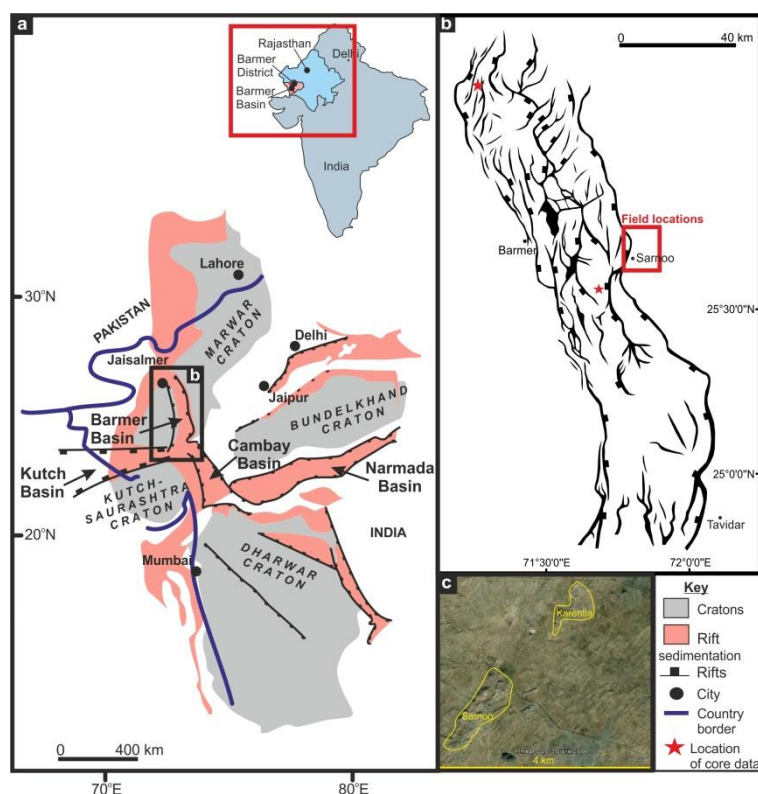 a
Rajasthan
Delhi
Barmer
District
Barmer
Basin
India
30°N
20°N
70°E
80°E
Lahore
PAKISTAN
MARWAR
CRATON
Jaisalmer
b
Delhi
Jaipur
BUNDELKHAND
CRATON
Barmer
Basin
Cambay
Basin
Narmada
Basin
Kutch
Basin
KUTCH-
SAURASHTRA
CRATON
INDIA
Mumbai
DHARWAR
CRATON
0 400 km
b
0 40 km
Field locations
Barmer
Sarnoo
25°30'0"N
25°0'0"N
Tavidar
71°30'0"E
72°0'0"E
c
Karentia
Sarnoo
4 km
Key
Cratons
Rift
sedimentation
Rifts
City
Country
border
Location
of core data